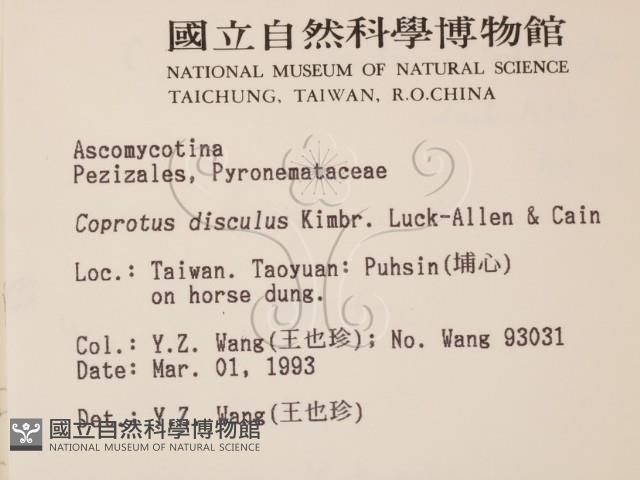 國立自然科學博物館
NATIONAL MUSEUM OF NATURAL SCIENCE
TAICHUNG, TAIWAN, R.O.CHINA
Ascomycotina
Pezizales, Pyronemataceae
Coprotus disculus Kimbr. Luck-Allen & Cain
Loc.: Taiwan. Taoyuan: Puhsin(埔心)
on horse dung.
Col.: Y.Z. Wang(王也珍); No. Wang 93031
Date: Mar. 01, 1993
Det.: Y.Z. Wang(王也珍)
國立自然科學博物館
NATIONAL MUSEUM OF NATURAL SCIENCE